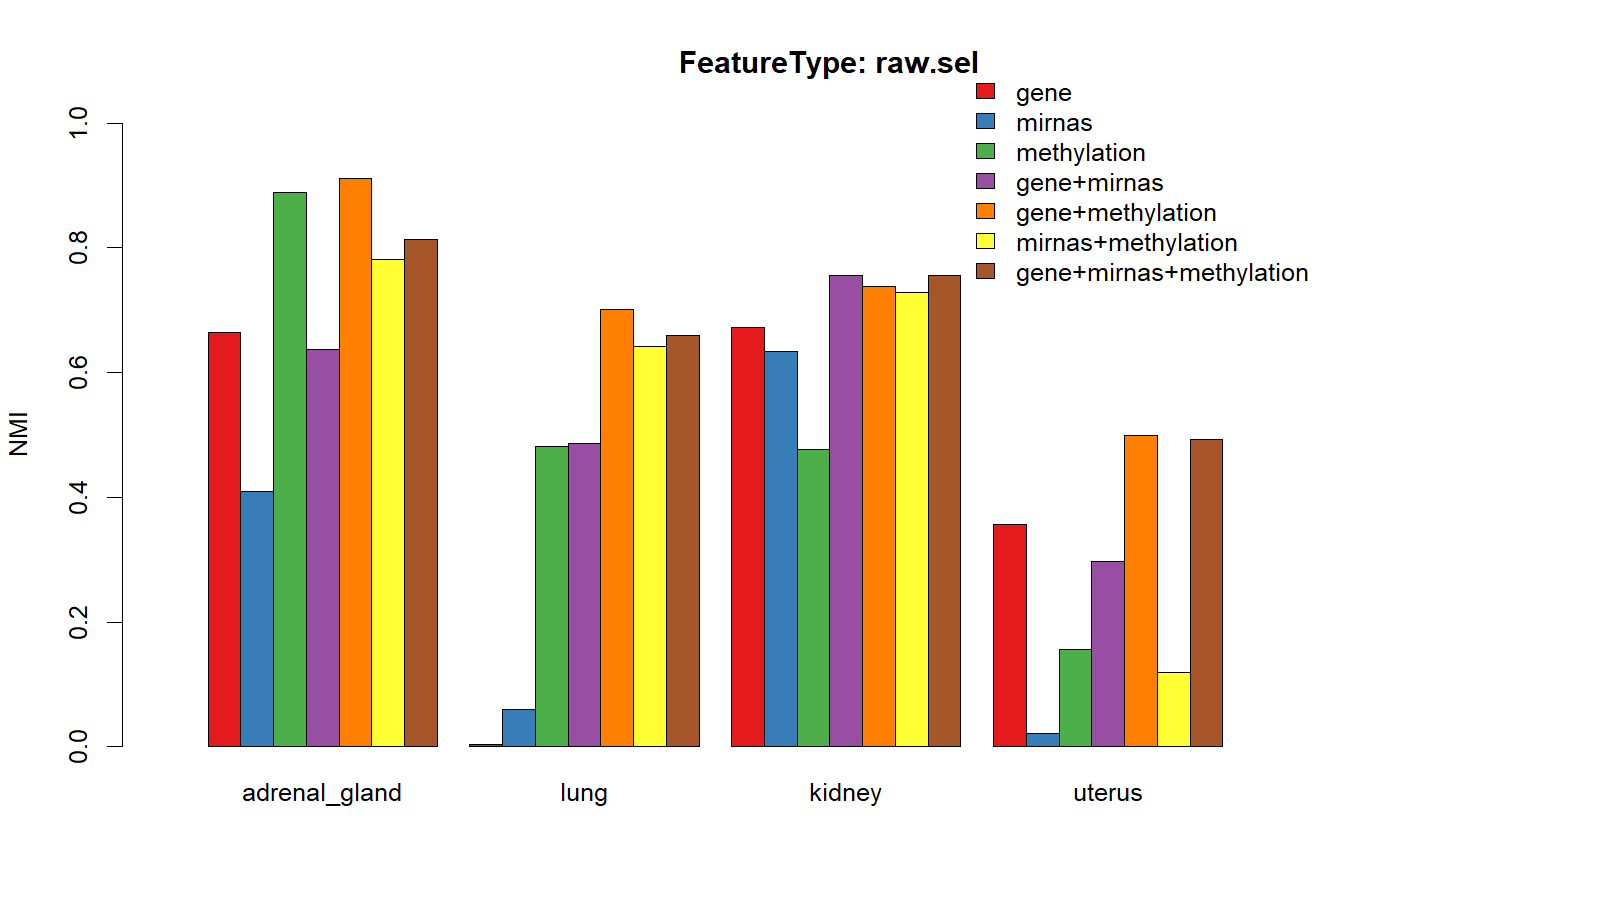 FeatureType: raw.sel
gene
mirnas
methylation
gene+mirnas
gene+methylation
mirnas+methylation
gene+mirnas+methylation
NMI
1.0
0.8
0.6
0.4
0.2
0.0
adrenal_gland
lung
kidney
uterus